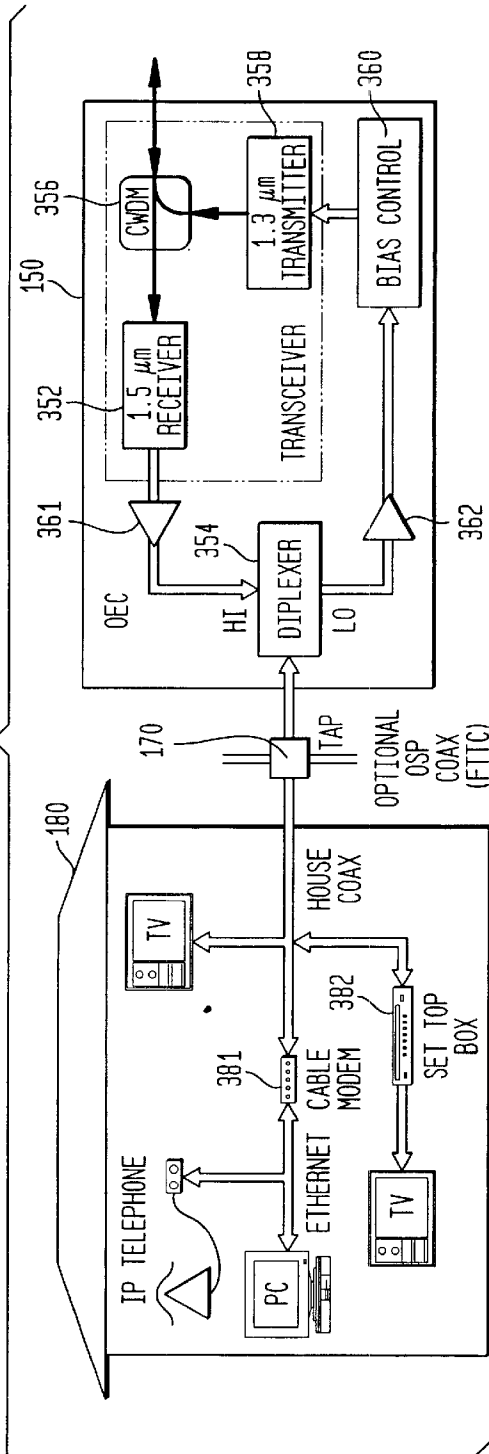 180
IP TELEPHONE
PC
ETHERNET
381
CABLE
MODEM
TV
HOUSE
COAX
382
SET TOP
BOX
TV
170
TAP
OPTIONAL
OSP
COAX
(FTTC)
150
OEC
361
HI
354
DIPLEXER
LO
362
352
1.5 μm
RECEIVER
TRANSCEIVER
356
CWDM
358
1.3 μm
TRANSMITTER
360
BIAS CONTROL